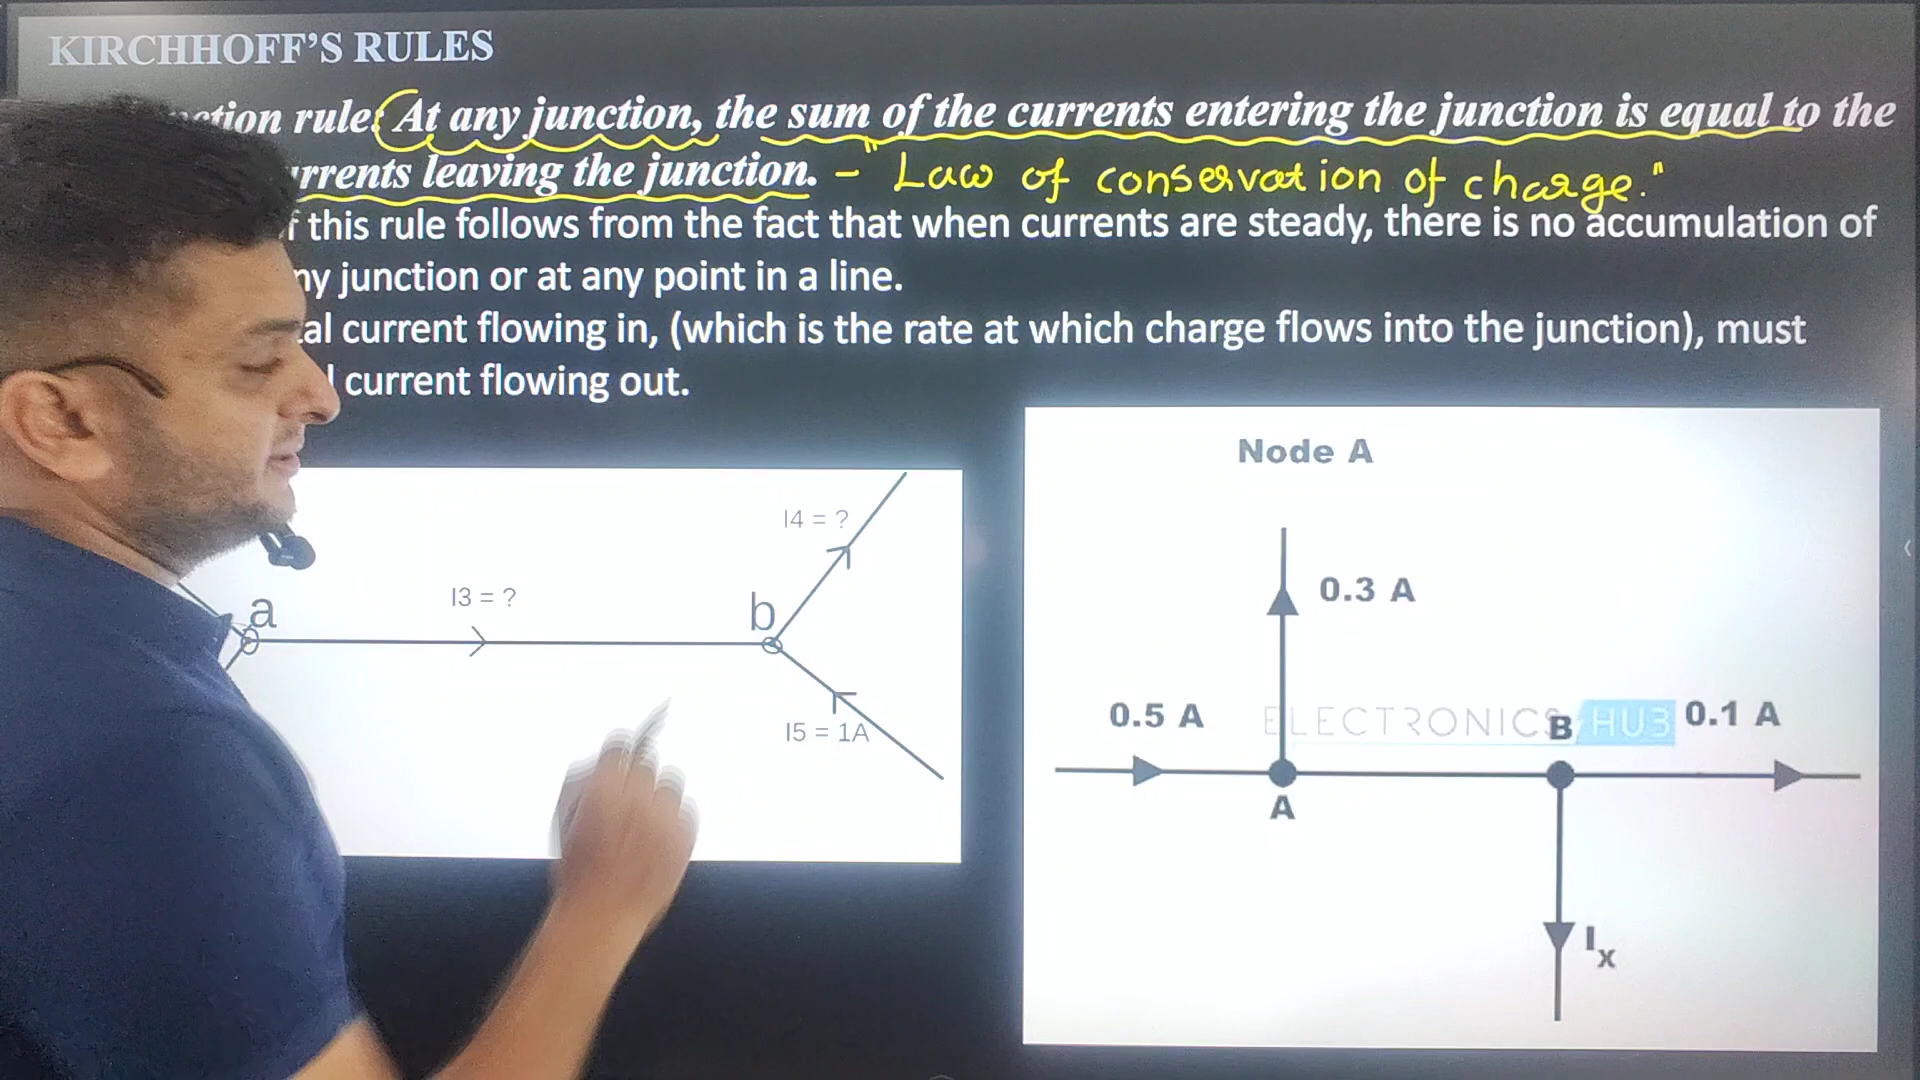 KIRCHHOFF'S RULES
rule: At any junction, the sum of the currents entering the junction is equal to the
leaving the junction. - "Law of conservation of charge."
this rule follows from the fact that when currents are steady, there is no accumulation of
junction or at any point in a line.
current flowing in, (which is the rate at which charge flows into the junction), must
current flowing out.
Node A
I4 = ?
0.3 A
I3 = ?
a
b
0.5 A
ELECTRONICS HUB
B
0.1 A
I5 = 1A
A
Ix